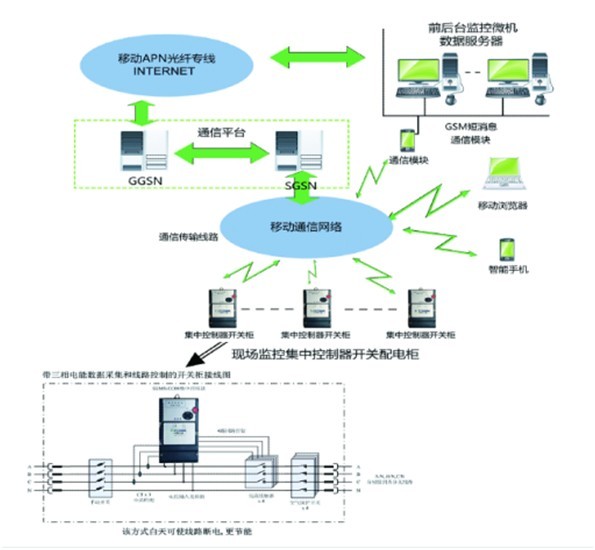 前后台监控微机
数据服务器
移动APN光纤专线
INTERNET
通信平台
GSM短消息
通信模块
通信模块
GGSN
SGSN
移动浏览器
移动通信网络
通信传输线路
智能手机
集中控制器开关柜
集中控制器开关柜
集中控制器开关柜
现场监控集中控制器开关配电柜
带三相电能数据采集和线路控制的开关柜接线图
A
B
C
N
A
B
C
N
该方式白天可使线路断电,更节能